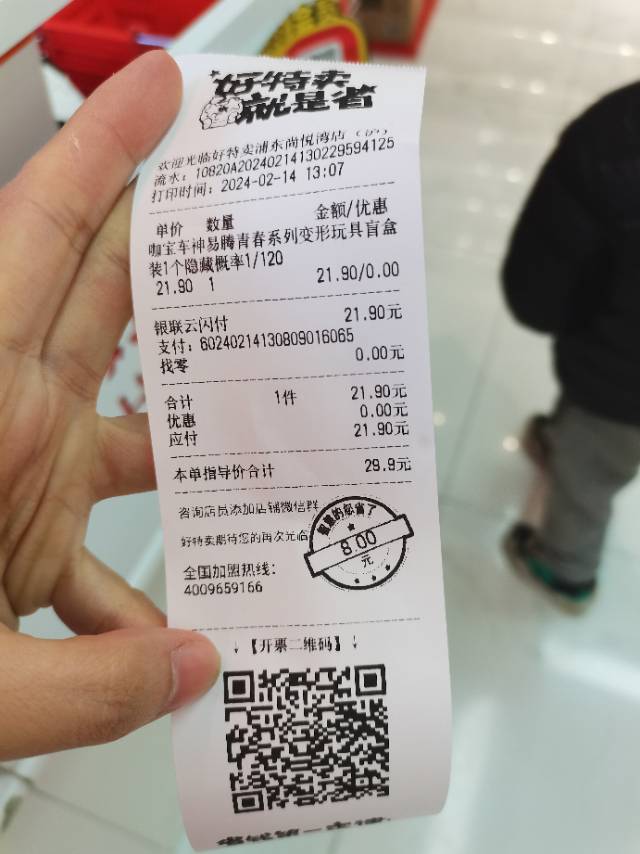 好特卖
就是省
欢迎光临好特卖浦东尚悦湾店（沪）
流水：10820A20240214130229594125
打印时间：2024-02-14 13:07
单价 数量 金额/优惠
咖宝车神易腾青春系列变形玩具盲盒
装1个隐藏概率1/120
21.90 1 21.90/0.00
银联云闪付 21.90元
支付：60240214130809016065
找零 0.00元
合计 1件 21.90元
优惠 0.00元
应付 21.90元
本单指导价合计 29.9元
咨询店员添加店铺微信群
好特卖期待您的再次光临
尊重的您省了
8.00
元
全国加盟热线：
4009659166
↓【开票二维码】↓